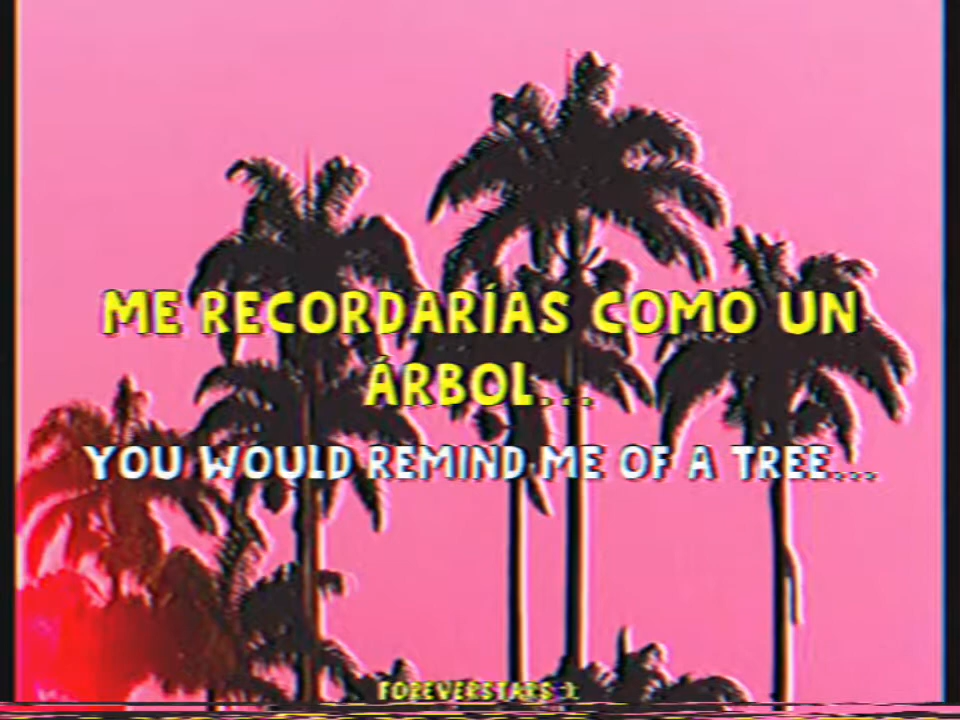 ME RECORDARÍAS COMO UN
ÁRBOL...
YOU WOULD REMIND ME OF A TREE...
FOREVERSTARS